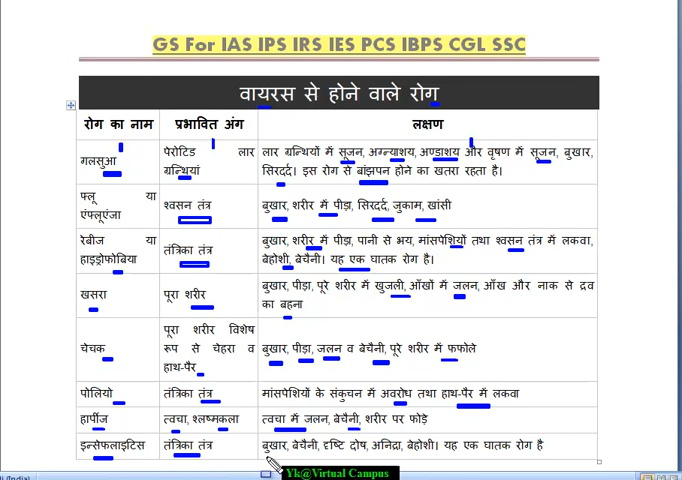 GS For IAS IPS IRS IES PCS IBPS CGL SSC
वायरस से होने वाले रोग
रोग का नाम प्रभावित अंग लक्षण
गलसुआ
पेरोटिड लार
ग्रन्थियां
लार ग्रन्थियों में सूजन, अग्न्याशय, अण्डाशय और वृषण में सूजन, बुखार,
सिरदर्द। इस रोग से बांझपन होने का खतरा रहता है।
फ्लू या
एंफ्लूएंजा
श्वसन तंत्र
बुखार, शरीर में पीड़ा, सिरदर्द, जुकाम, खांसी
रेबीज या
हाइड्रोफोबिया
तंत्रिका तंत्र
बुखार, शरीर में पीड़ा, पानी से भय, मांसपेशियों तथा श्वसन तंत्र में लकवा,
बेहोशी, बेचैनी। यह एक घातक रोग है।
खसरा
पूरा शरीर
बुखार, पीड़ा, पूरे शरीर में खुजली, आँखों में जलन, आँख और नाक से द्रव
का बहना
चेचक
पूरा शरीर विशेष
रूप से चेहरा व
हाथ-पैर
बुखार, पीड़ा, जलन व बेचैनी, पूरे शरीर में फफोले
पोलियो तंत्रिका तंत्र मांसपेशियों के संकुचन में अवरोध तथा हाथ-पैर में लकवा
हार्पीज त्वचा, श्लष्मकला त्वचा में जलन, बेचैनी, शरीर पर फोड़े
इन्सेफलाइटिस तंत्रिका तंत्र बुखार, बेचैनी, दृष्टि दोष, अनिद्रा, बेहोशी। यह एक घातक रोग है
Yk@Virtual Campus